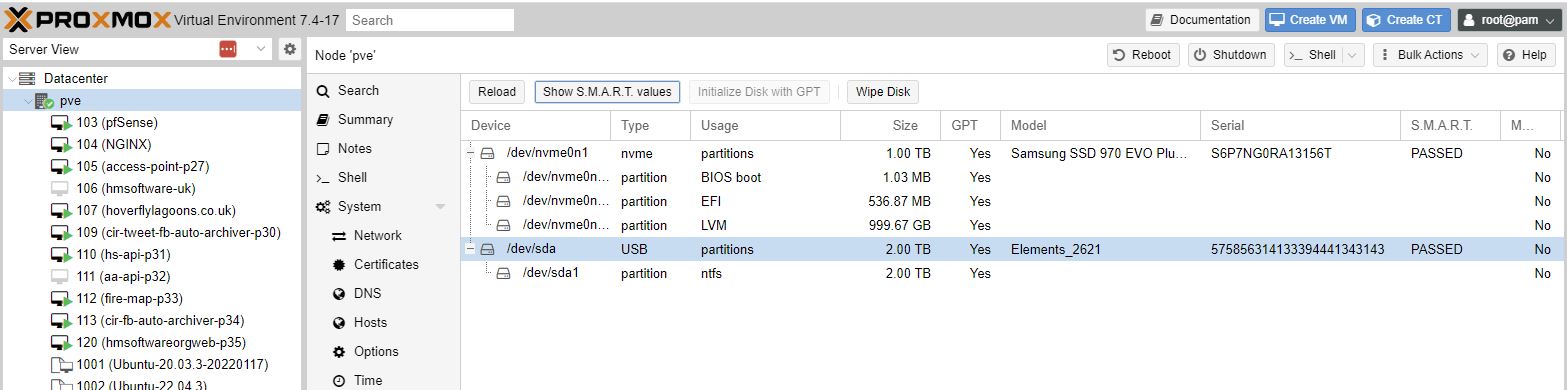 PROXMOX Virtual Environment 7.4-17 Search Documentation Create VM Create CT root@pam
Server View Node 'pve' Reboot Shutdown Shell Bulk Actions Help
Datacenter
pve
103 (pfSense)
104 (NGINX)
105 (access-point-p27)
106 (hmsoftware-uk)
107 (hoverflylagoons.co.uk)
109 (cir-tweet-fb-auto-archiver-p30)
110 (hs-api-p31)
111 (aa-api-p32)
112 (fire-map-p33)
113 (cir-fb-auto-archiver-p34)
120 (hmsoftwareorgweb-p35)
1001 (Ubuntu-20.03.3-20220117)
1002 (Ubuntu-22.04.3)
Search
Summary
Notes
>_ Shell
System
Network
Certificates
DNS
Hosts
Options
Time
Reload Show S.M.A.R.T. values Initialize Disk with GPT Wipe Disk
Device Type Usage Size GPT Model Serial S.M.A.R.T. M...
/dev/nvme0n1 nvme partitions 1.00 TB Yes Samsung SSD 970 EVO Plu... S6P7NG0RA13156T PASSED No
/dev/nvme0n... partition BIOS boot 1.03 MB Yes No
/dev/nvme0n... partition EFI 536.87 MB Yes No
/dev/nvme0n... partition LVM 999.67 GB Yes No
/dev/sda USB partitions 2.00 TB Yes Elements_2621 575856314133394441343143 PASSED No
/dev/sda1 partition ntfs 2.00 TB Yes No